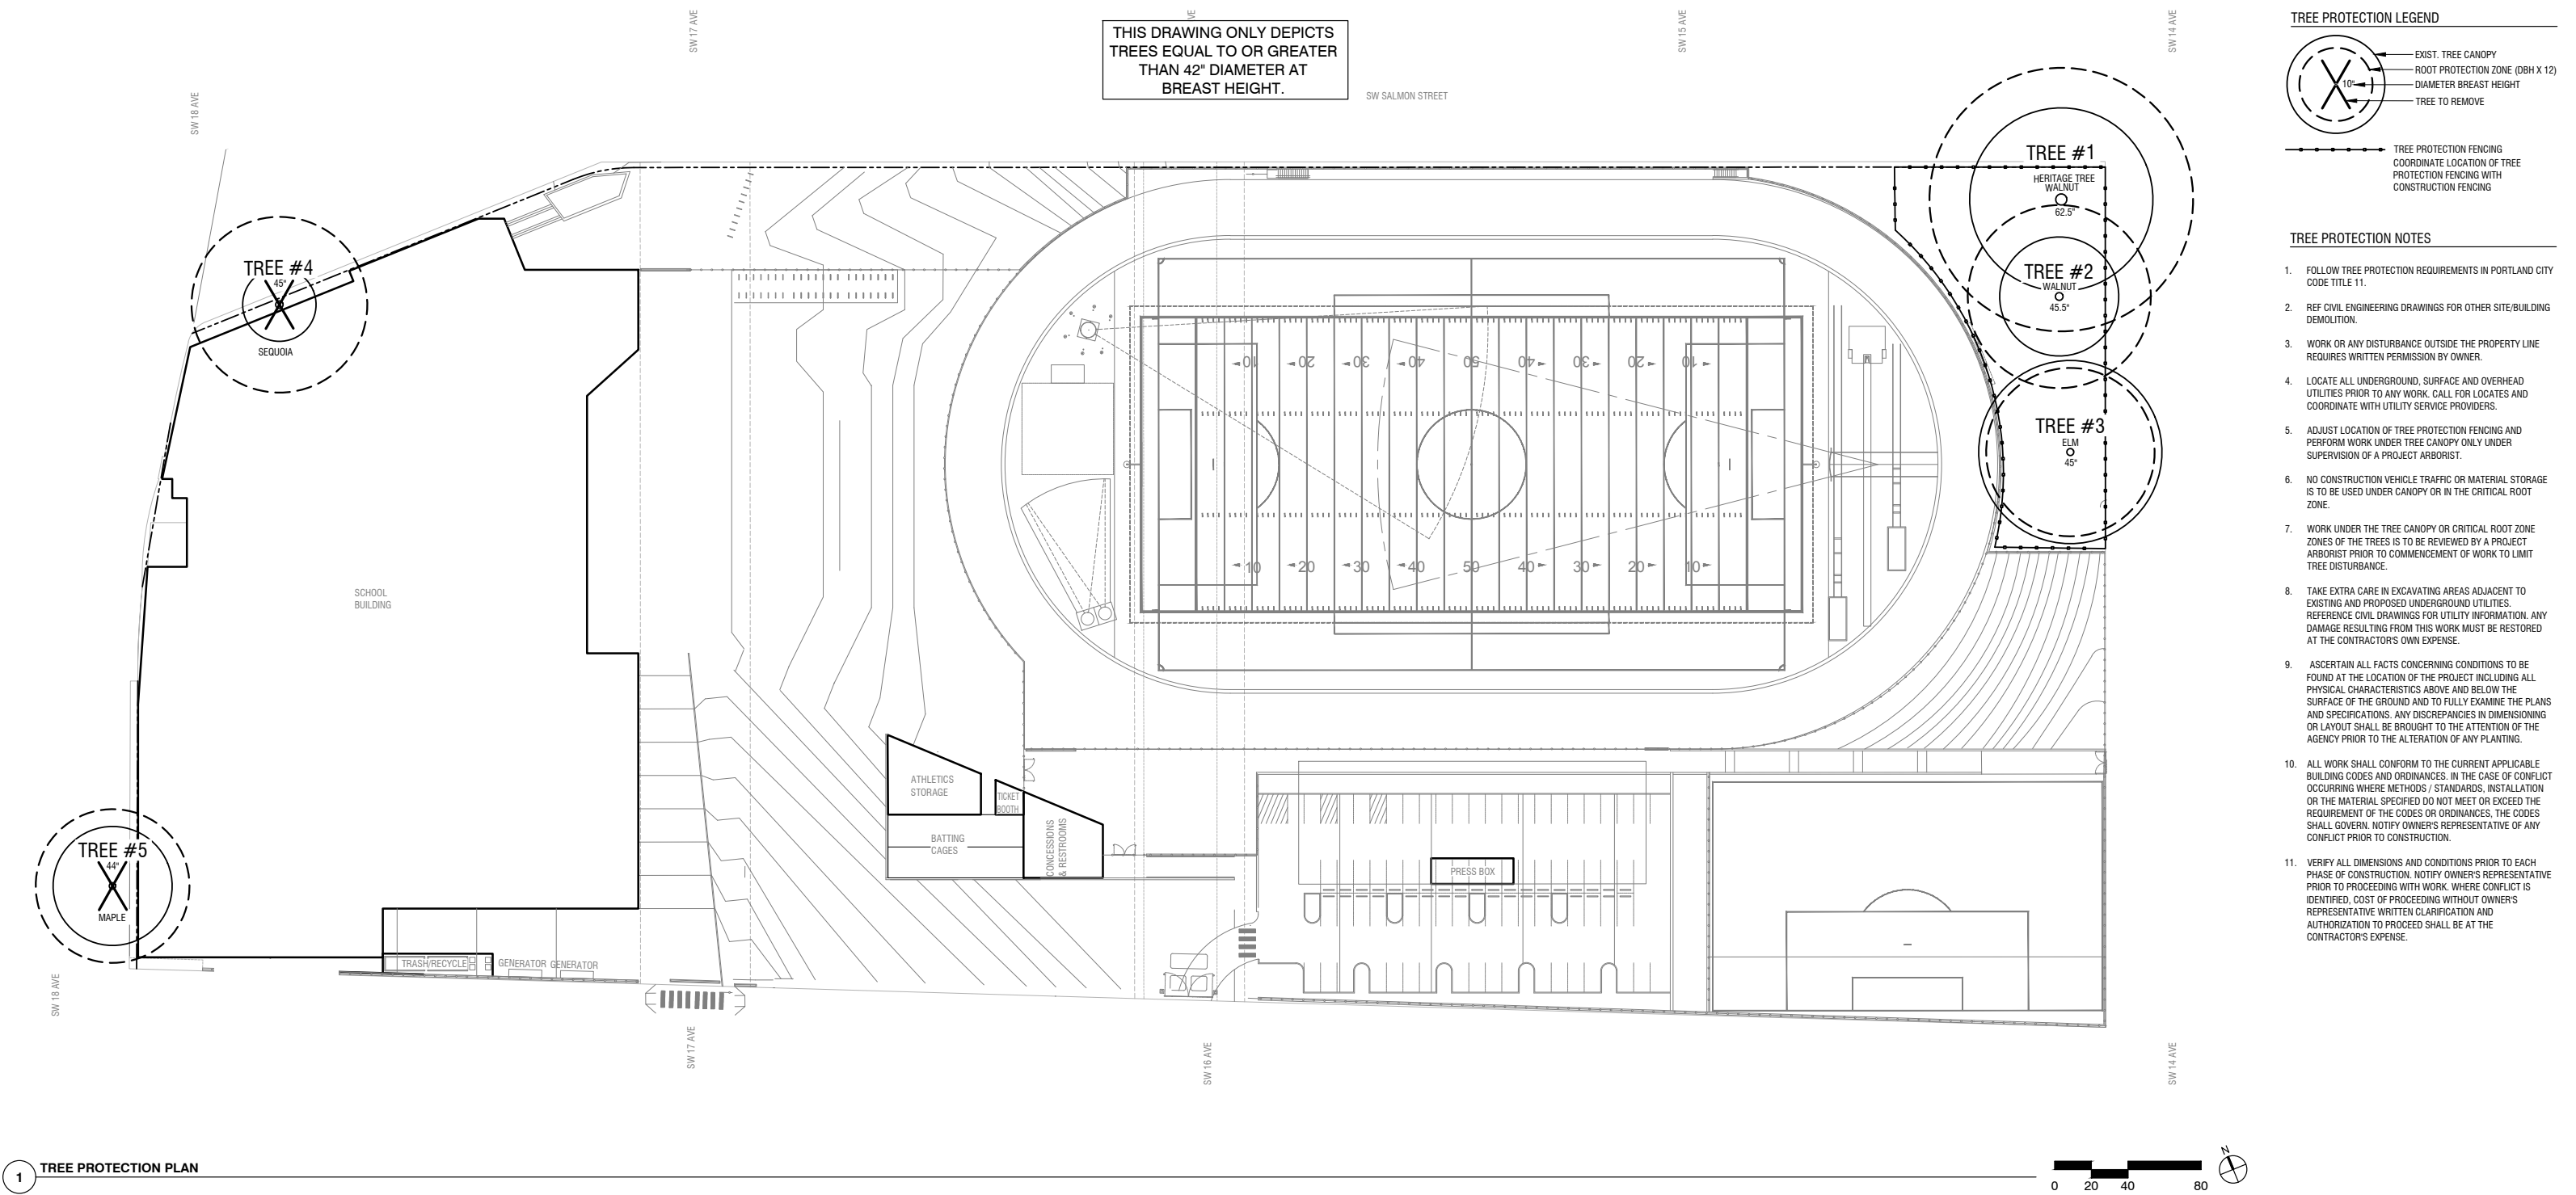 SW 17 AVE
AVE
SW 15 AVE
SW 14 AVE
SW 18 AVE
THIS DRAWING ONLY DEPICTS
TREES EQUAL TO OR GREATER
THAN 42" DIAMETER AT
BREAST HEIGHT.
SW SALMON STREET
TREE #1
HERITAGE TREE
WALNUT
62.5"
TREE #2
WALNUT
45.5"
TREE #3
ELM
45"
TREE #4
45"
SEQUOIA
10 20 30 40 50 40 30 20 10
10 20 30 40 50 40 30 20 10
SCHOOL
BUILDING
ATHLETICS
STORAGE
TICKET
BOOTH
BATTING
CAGES
CONCESSIONS
& RESTROOMS
PRESS BOX
TREE #5
44"
MAPLE
TRASH/RECYCLE
GENERATOR
GENERATOR
SW 18 AVE
SW 17 AVE
SW 16 AVE
SW 14 AVE
1
TREE PROTECTION PLAN
0 20 40 80
N
TREE PROTECTION LEGEND
10"
EXIST. TREE CANOPY
ROOT PROTECTION ZONE (DBH X 12)
DIAMETER BREAST HEIGHT
TREE TO REMOVE
TREE PROTECTION FENCING
COORDINATE LOCATION OF TREE
PROTECTION FENCING WITH
CONSTRUCTION FENCING
TREE PROTECTION NOTES
1. FOLLOW TREE PROTECTION REQUIREMENTS IN PORTLAND CITY
CODE TITLE 11.
2. REF CIVIL ENGINEERING DRAWINGS FOR OTHER SITE/BUILDING
DEMOLITION.
3. WORK OR ANY DISTURBANCE OUTSIDE THE PROPERTY LINE
REQUIRES WRITTEN PERMISSION BY OWNER.
4. LOCATE ALL UNDERGROUND, SURFACE AND OVERHEAD
UTILITIES PRIOR TO ANY WORK. CALL FOR LOCATES AND
COORDINATE WITH UTILITY SERVICE PROVIDERS.
5. ADJUST LOCATION OF TREE PROTECTION FENCING AND
PERFORM WORK UNDER TREE CANOPY ONLY UNDER
SUPERVISION OF A PROJECT ARBORIST.
6. NO CONSTRUCTION VEHICLE TRAFFIC OR MATERIAL STORAGE
IS TO BE USED UNDER CANOPY OR IN THE CRITICAL ROOT
ZONE.
7. WORK UNDER THE TREE CANOPY OR CRITICAL ROOT ZONE
ZONES OF THE TREES IS TO BE REVIEWED BY A PROJECT
ARBORIST PRIOR TO COMMENCEMENT OF WORK TO LIMIT
TREE DISTURBANCE.
8. TAKE EXTRA CARE IN EXCAVATING AREAS ADJACENT TO
EXISTING AND PROPOSED UNDERGROUND UTILITIES.
REFERENCE CIVIL DRAWINGS FOR UTILITY INFORMATION. ANY
DAMAGE RESULTING FROM THIS WORK MUST BE RESTORED
AT THE CONTRACTOR'S OWN EXPENSE.
9. ASCERTAIN ALL FACTS CONCERNING CONDITIONS TO BE
FOUND AT THE LOCATION OF THE PROJECT INCLUDING ALL
PHYSICAL CHARACTERISTICS ABOVE AND BELOW THE
SURFACE OF THE GROUND AND TO FULLY EXAMINE THE PLANS
AND SPECIFICATIONS. ANY DISCREPANCIES IN DIMENSIONING
OR LAYOUT SHALL BE BROUGHT TO THE ATTENTION OF THE
AGENCY PRIOR TO THE ALTERATION OF ANY PLANTING.
10. ALL WORK SHALL CONFORM TO THE CURRENT APPLICABLE
BUILDING CODES AND ORDINANCES. IN THE CASE OF CONFLICT
OCCURRING WHERE METHODS / STANDARDS, INSTALLATION
OR THE MATERIAL SPECIFIED DO NOT MEET OR EXCEED THE
REQUIREMENT OF THE CODES OR ORDINANCES, THE CODES
SHALL GOVERN. NOTIFY OWNER'S REPRESENTATIVE OF ANY
CONFLICT PRIOR TO CONSTRUCTION.
11. VERIFY ALL DIMENSIONS AND CONDITIONS PRIOR TO EACH
PHASE OF CONSTRUCTION. NOTIFY OWNER'S REPRESENTATIVE
PRIOR TO PROCEEDING WITH WORK. WHERE CONFLICT IS
IDENTIFIED, COST OF PROCEEDING WITHOUT OWNER'S
REPRESENTATIVE WRITTEN CLARIFICATION AND
AUTHORIZATION TO PROCEED SHALL BE AT THE
CONTRACTOR'S EXPENSE.